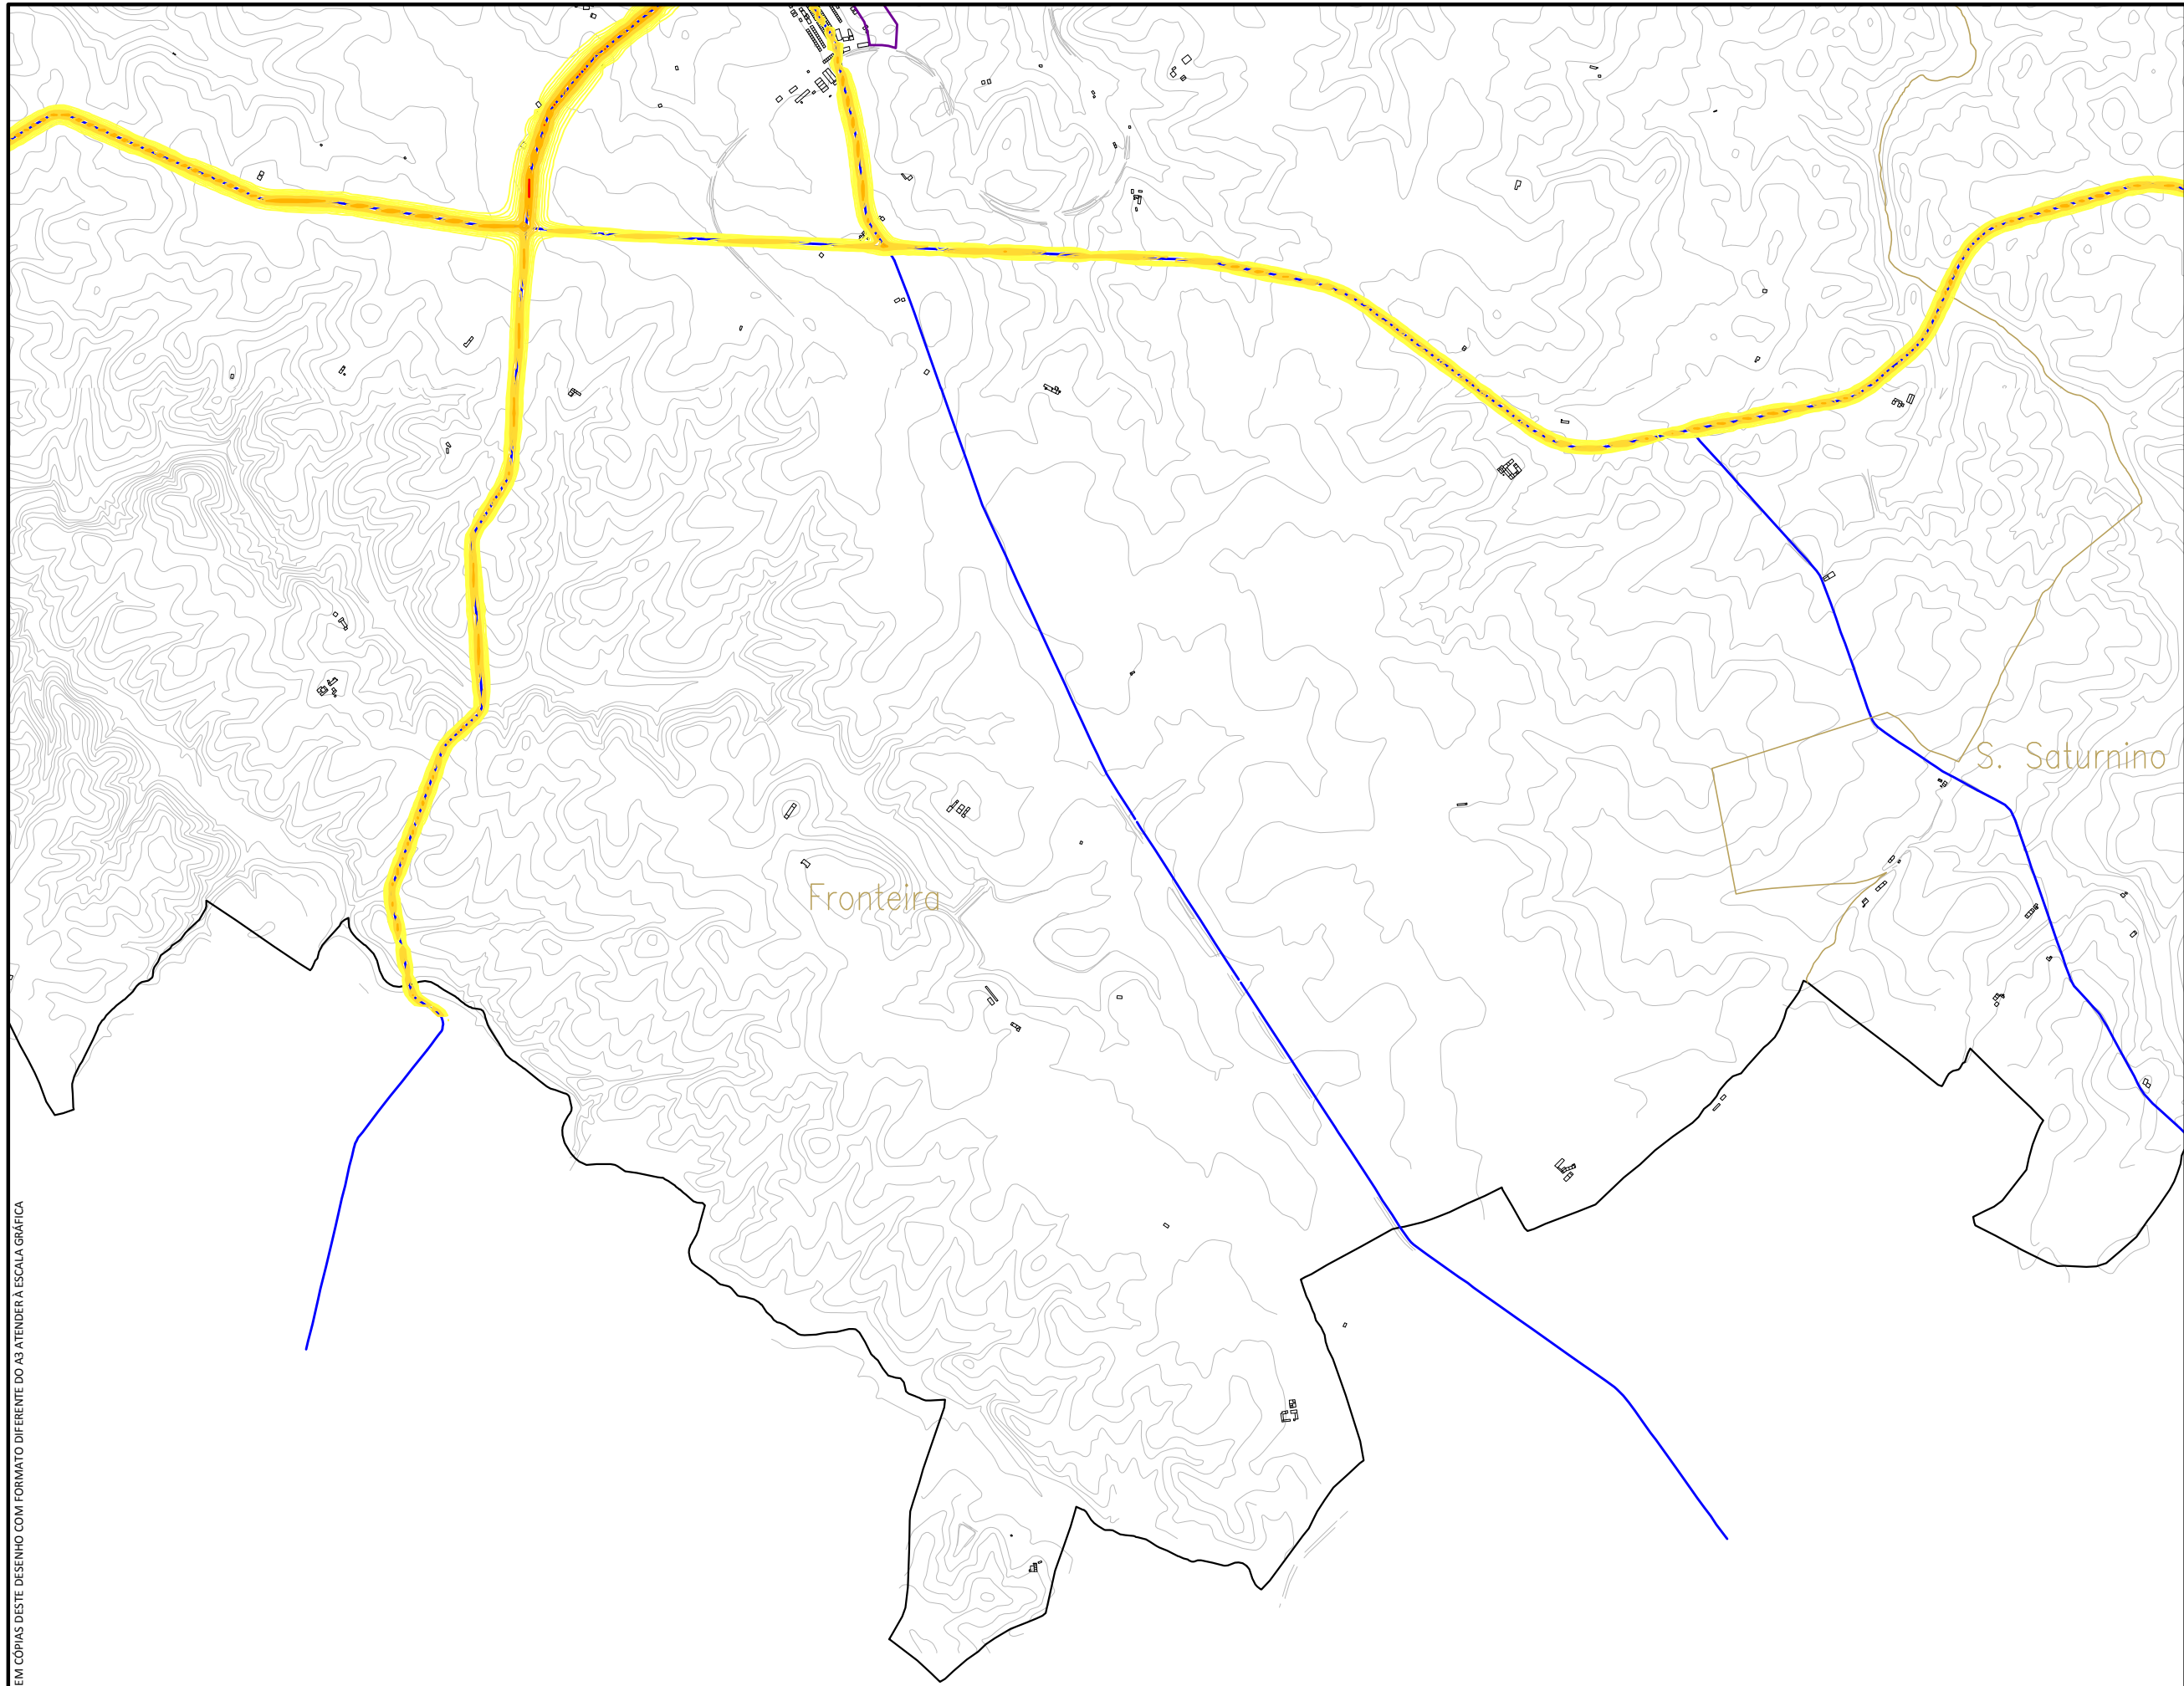 S. Saturnino
Fronteira
EM CÓPIAS DESTE DESENHO COM FORMATO DIFERENTE DO A3 ATENDER À ESCALA GRÁFICA